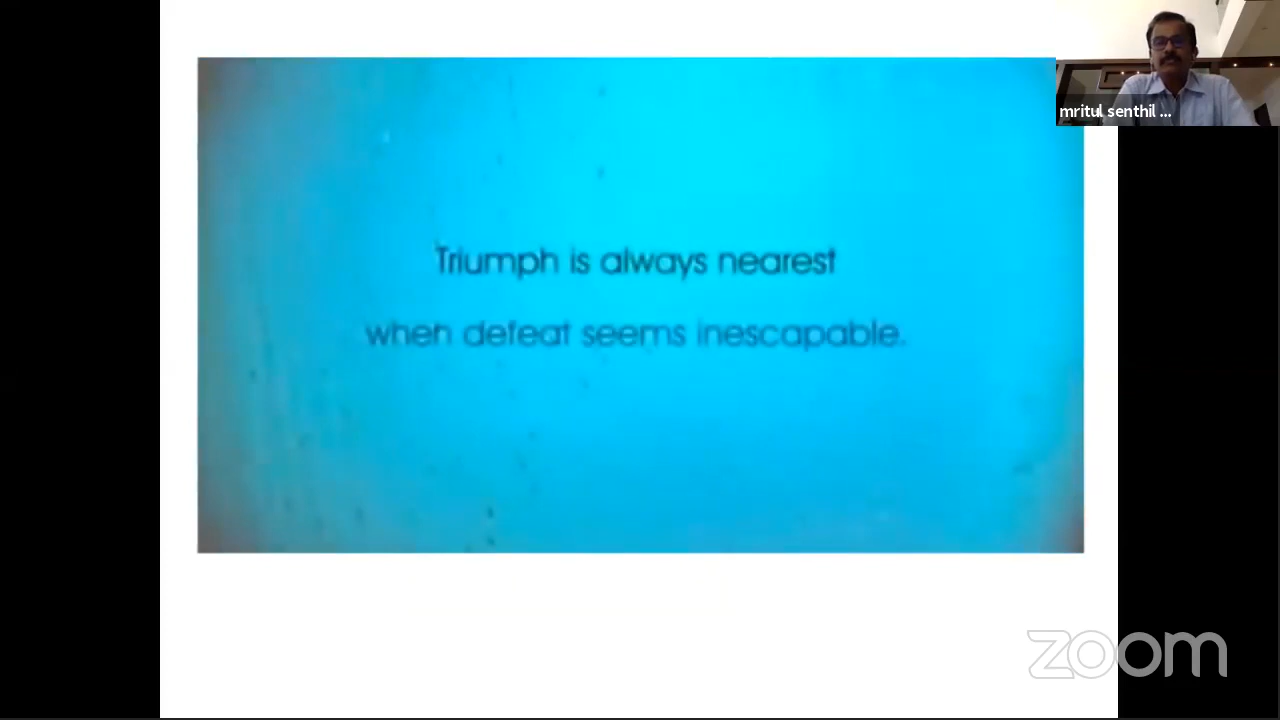 mritul senthil ...
Triumph is always nearest
when defeat seems inescapable.
zoom